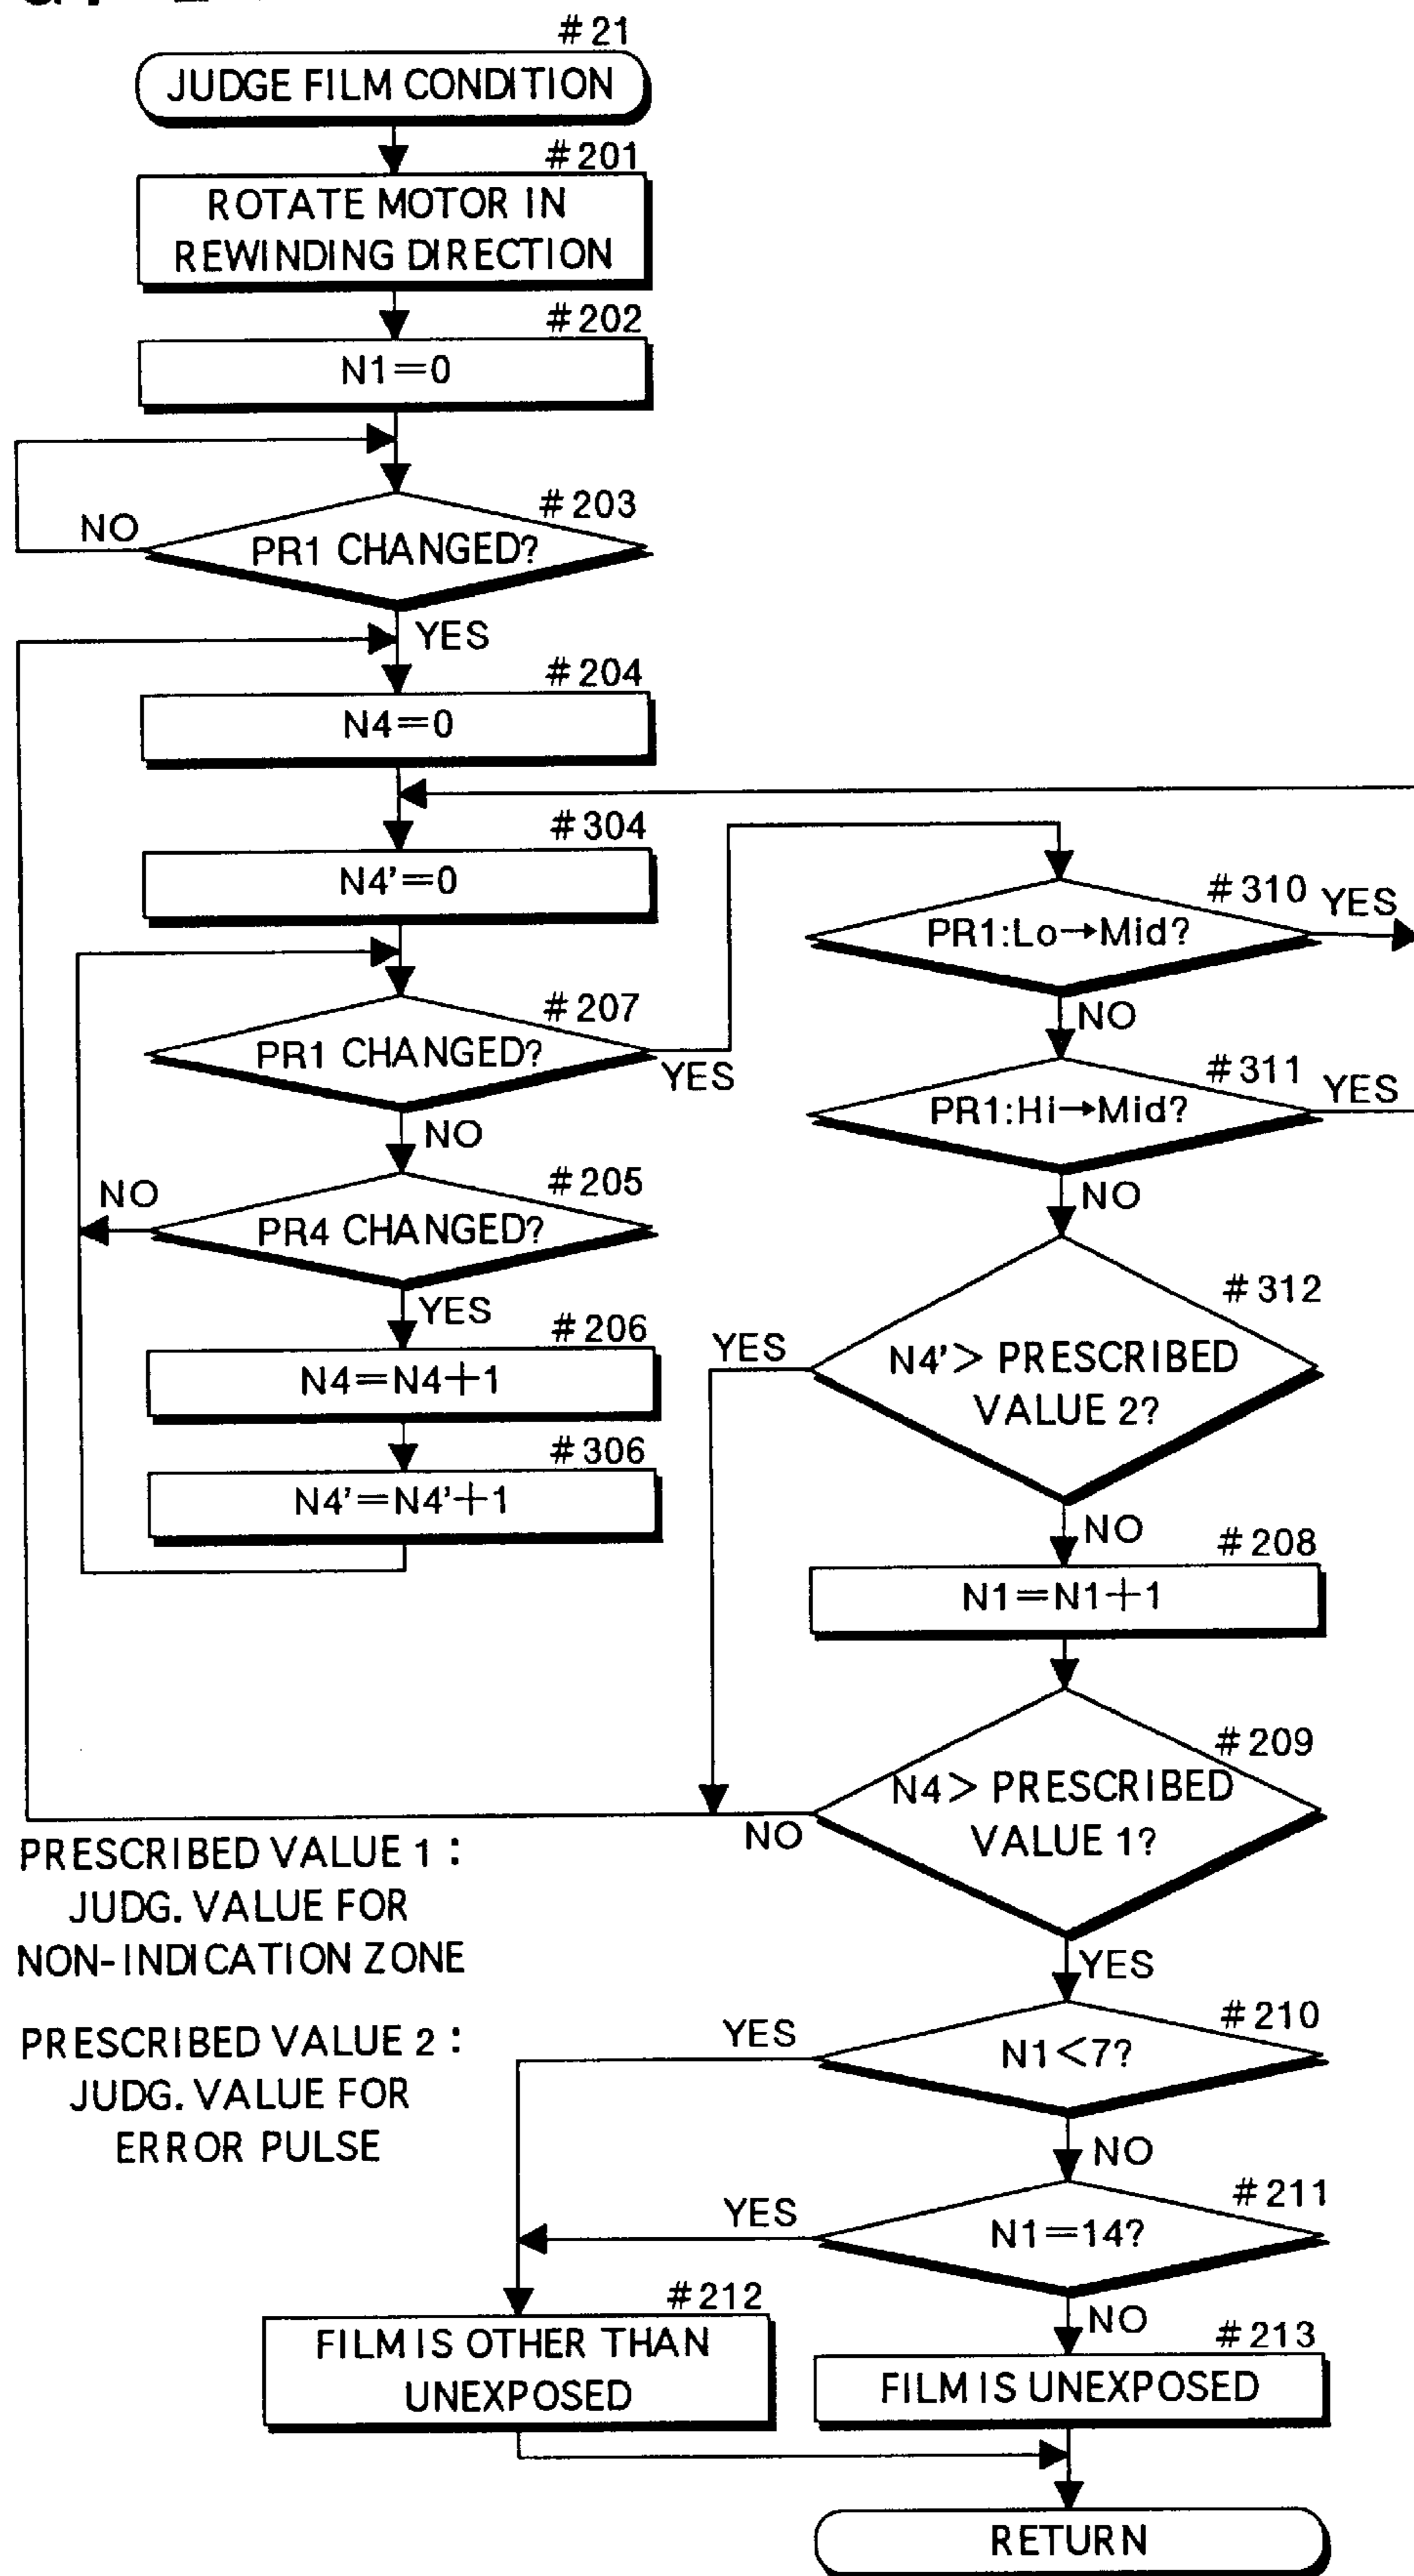 #21
JUDGE FILM CONDITION
#201
ROTATE MOTOR IN
REWINDING DIRECTION
#202
N1=0
#203
NO
PR1 CHANGED?
YES
#204
N4=0
#304
N4'=0
#207
PR1 CHANGED?
YES
NO
#205
NO
PR4 CHANGED?
YES
#206
N4=N4+1
#306
N4'=N4'+1
#310
YES
PR1:Lo→Mid?
NO
#311
YES
PR1:Hi→Mid?
NO
#312
YES
N4'> PRESCRIBED
VALUE 2?
NO
#208
N1=N1+1
#209
N4> PRESCRIBED
VALUE 1?
NO
YES
PRESCRIBED VALUE 1 :
JUDG. VALUE FOR
NON-INDICATION ZONE
PRESCRIBED VALUE 2 :
JUDG. VALUE FOR
ERROR PULSE
#210
YES
N1<7?
NO
#211
YES
N1=14?
NO
#212
FILM IS OTHER THAN
UNEXPOSED
#213
FILM IS UNEXPOSED
RETURN